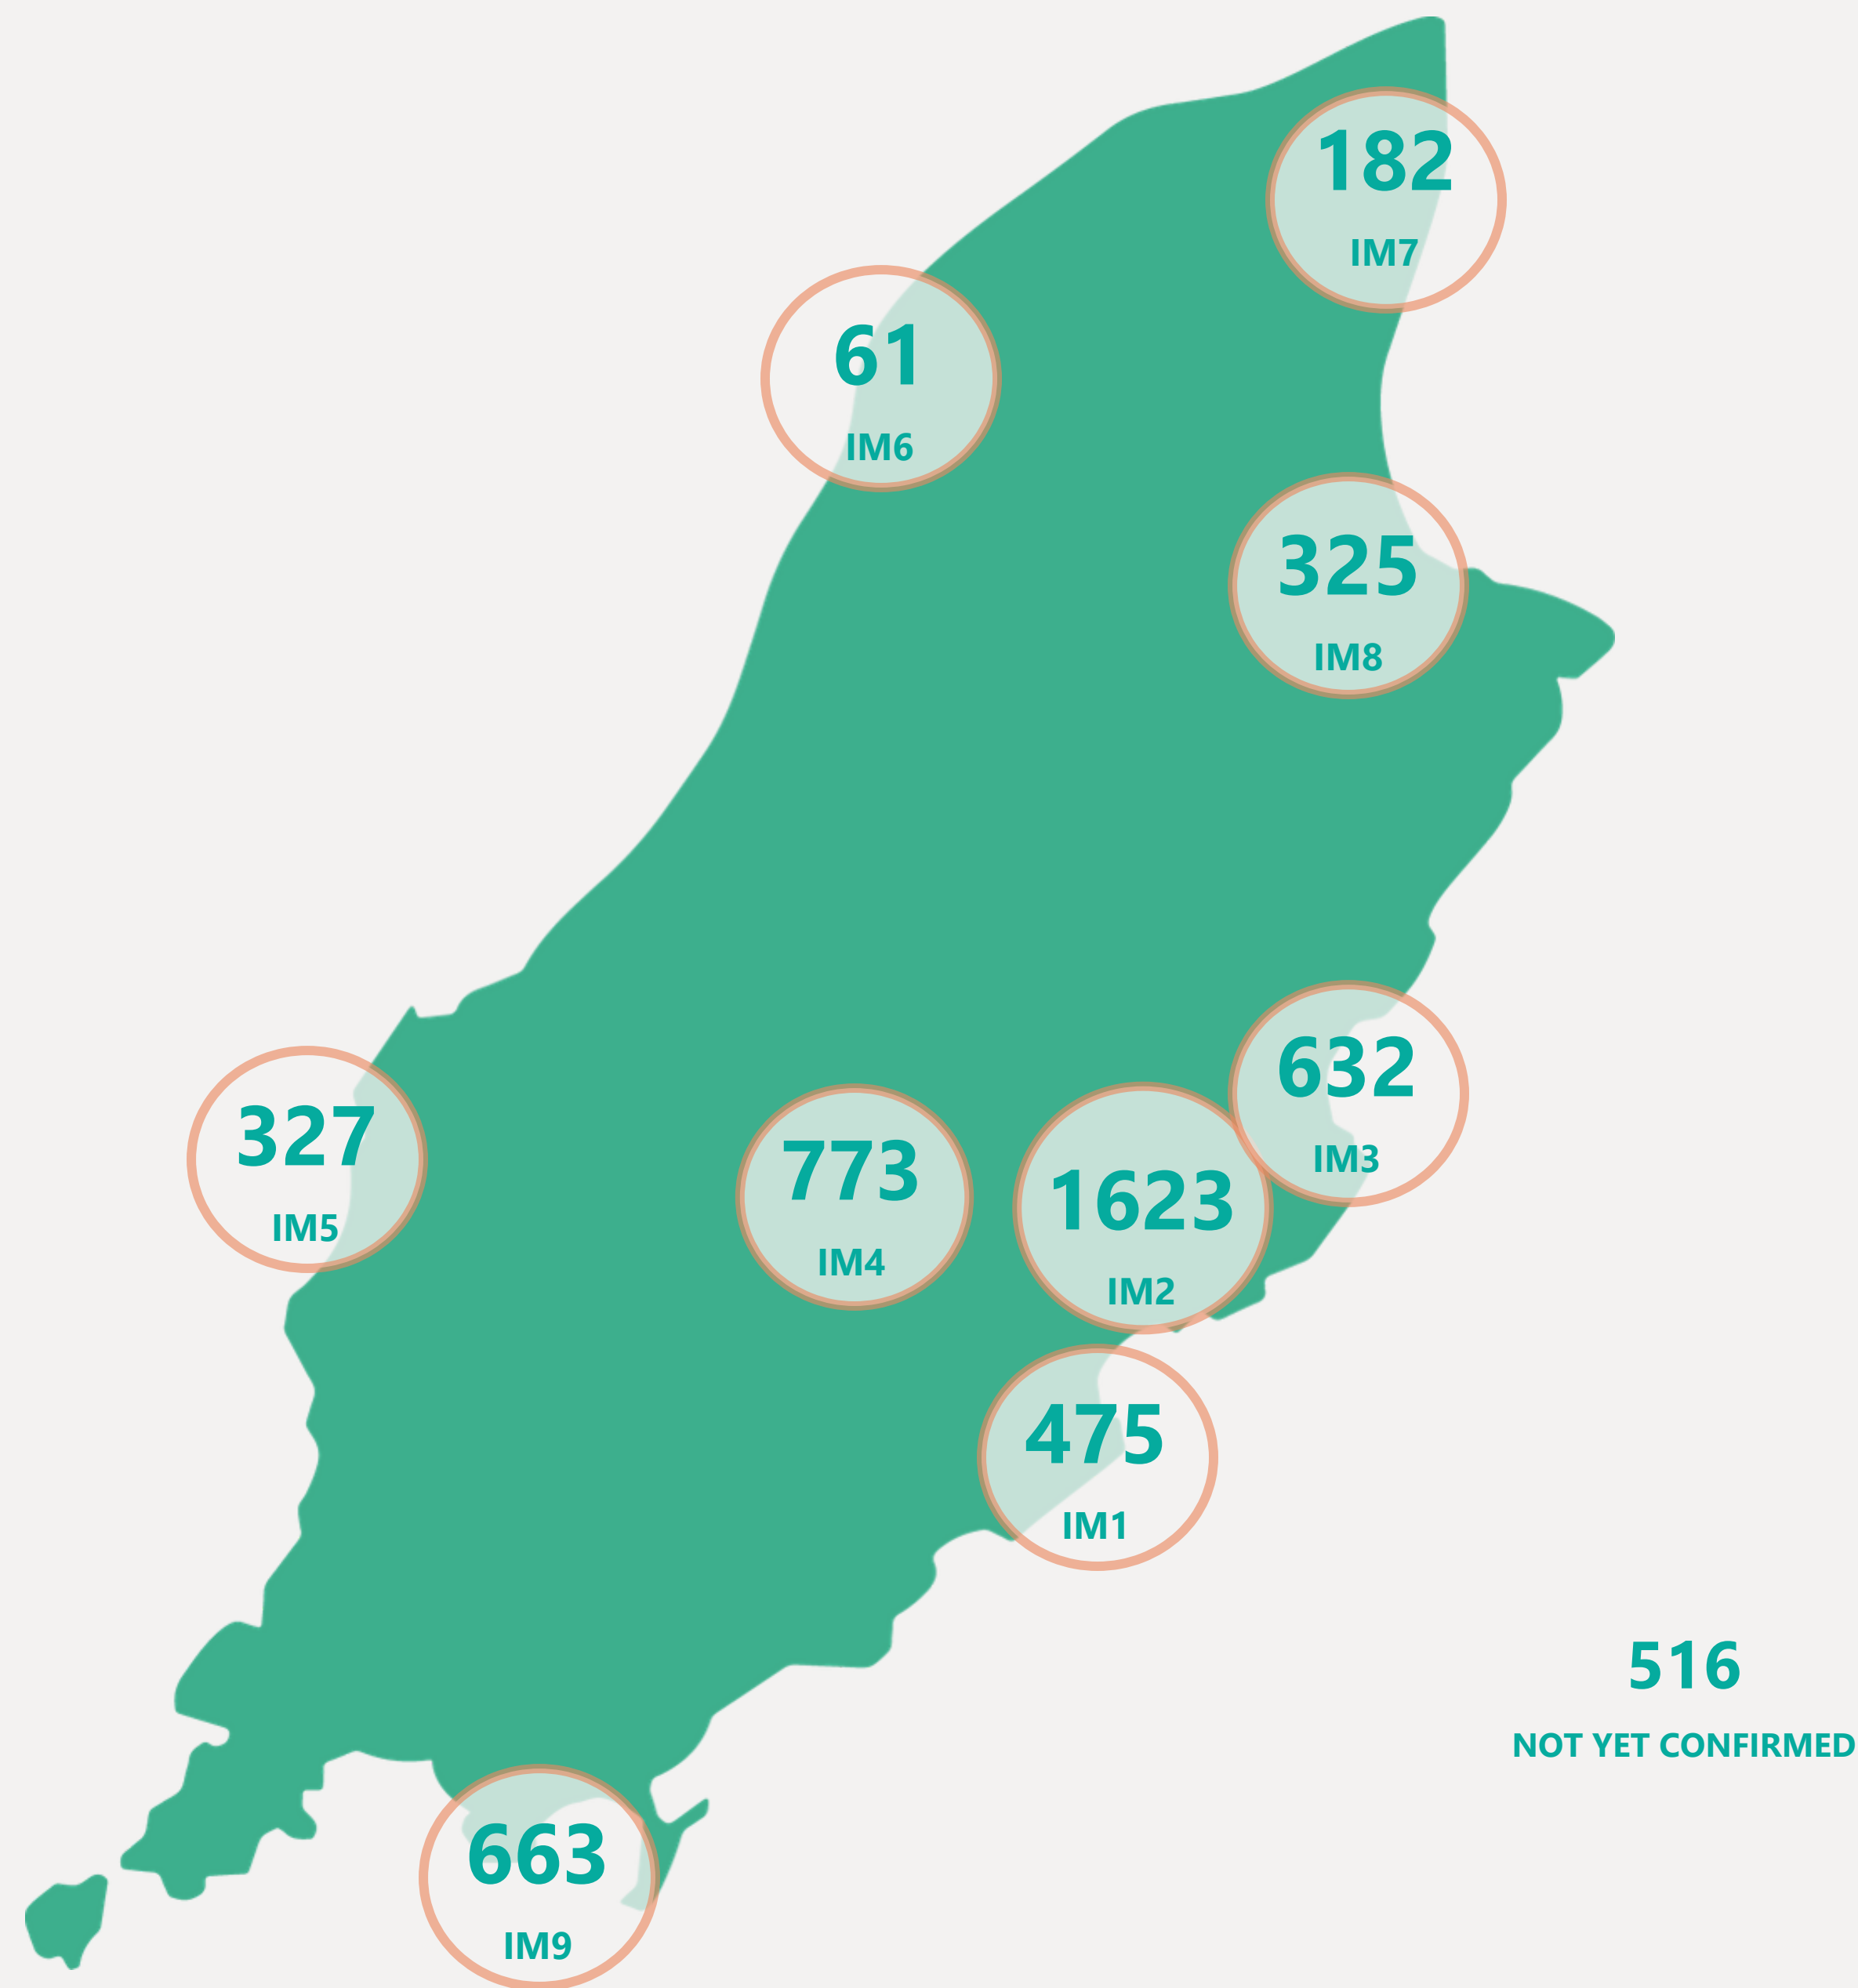 182
IM7
61
IM6
325
IM8
632
IM3
327
IM5
773
IM4
1623
IM2
475
IM1
516
NOT YET CONFIRMED
663
IM9